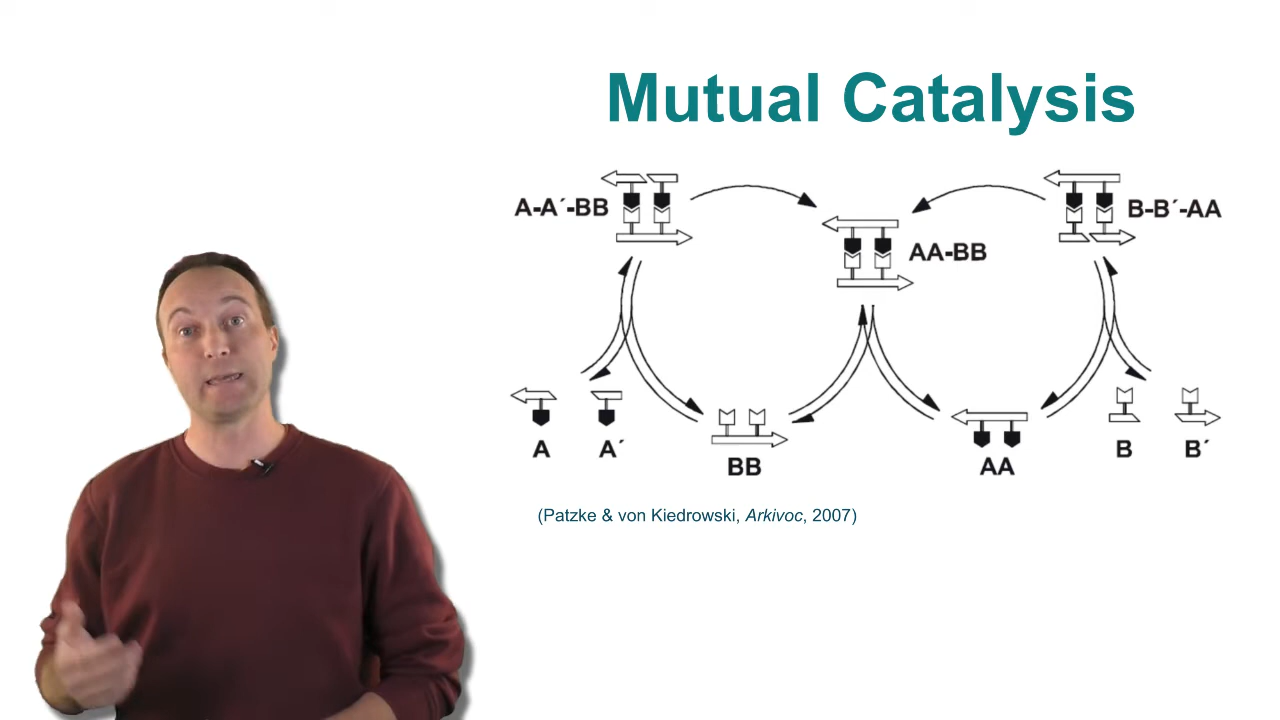 Mutual Catalysis
A-A´-BB
B-B´-AA
AA-BB
A
A´
BB
AA
B
B´
(Patzke & von Kiedrowski, Arkivoc, 2007)